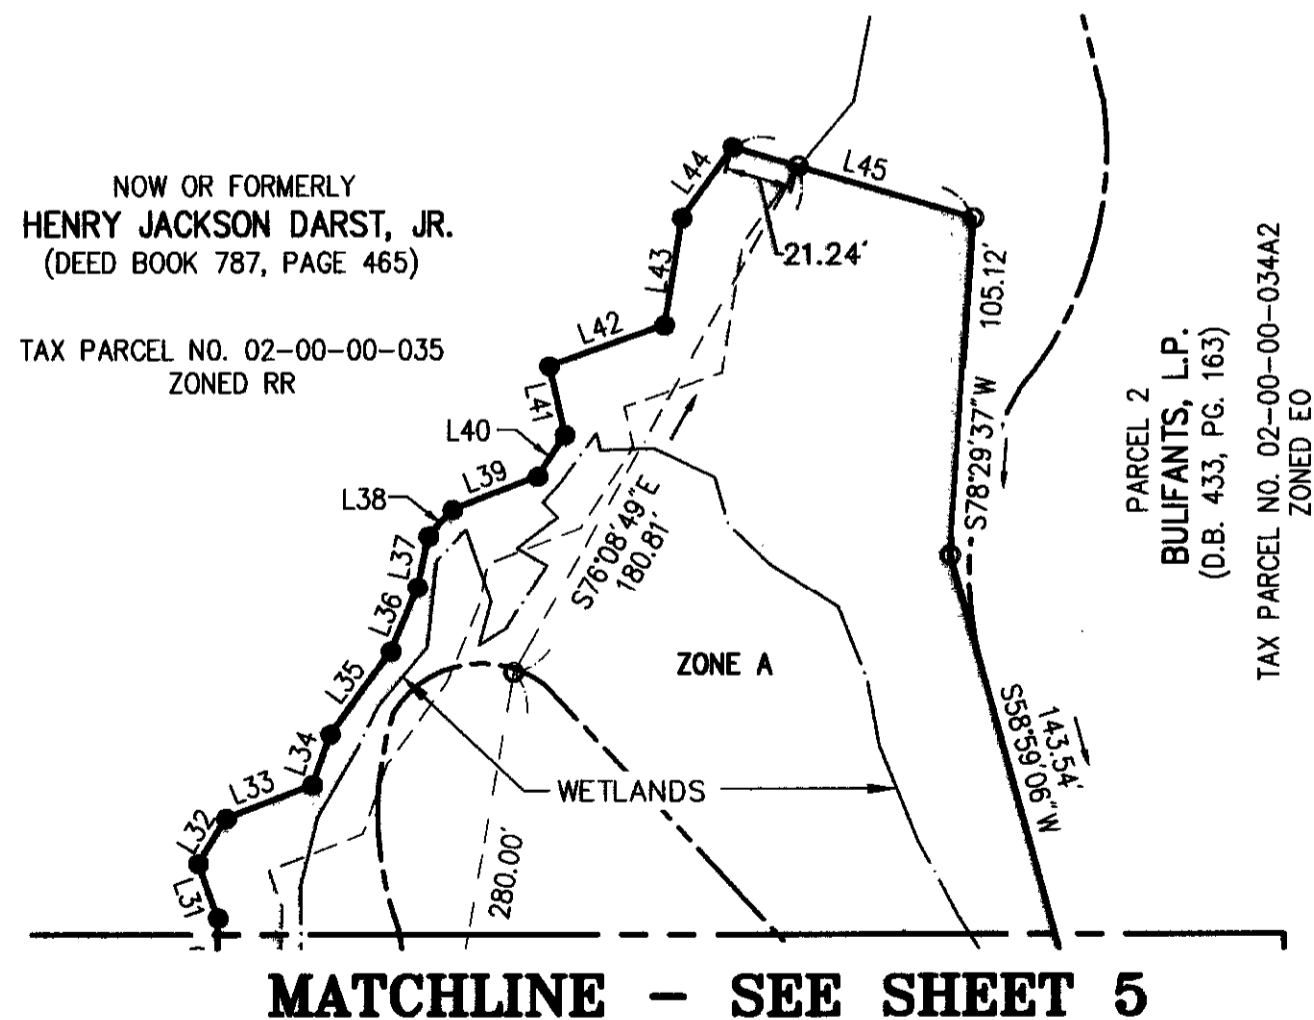 NOW OR FORMERLY
HENRY JACKSON DARST, JR.
(DEED BOOK 787, PAGE 465)
TAX PARCEL NO. 02-00-00-035
ZONED RR
L44
L45
21.24'
L43
L42
L41
L40
L39
L38
L37
L36
L35
L34
L33
L32
L31
105.12'
S78°29'37"W
S76°08'49"E
180.81'
ZONE A
WETLANDS
280.00'
143.54'
S58°59'06"W
PARCEL 2
BULIFANTS, L.P.
(D.B. 433, PG. 163)
TAX PARCEL NO. 02-00-00-034A2
ZONED EO
MATCHLINE - SEE SHEET 5